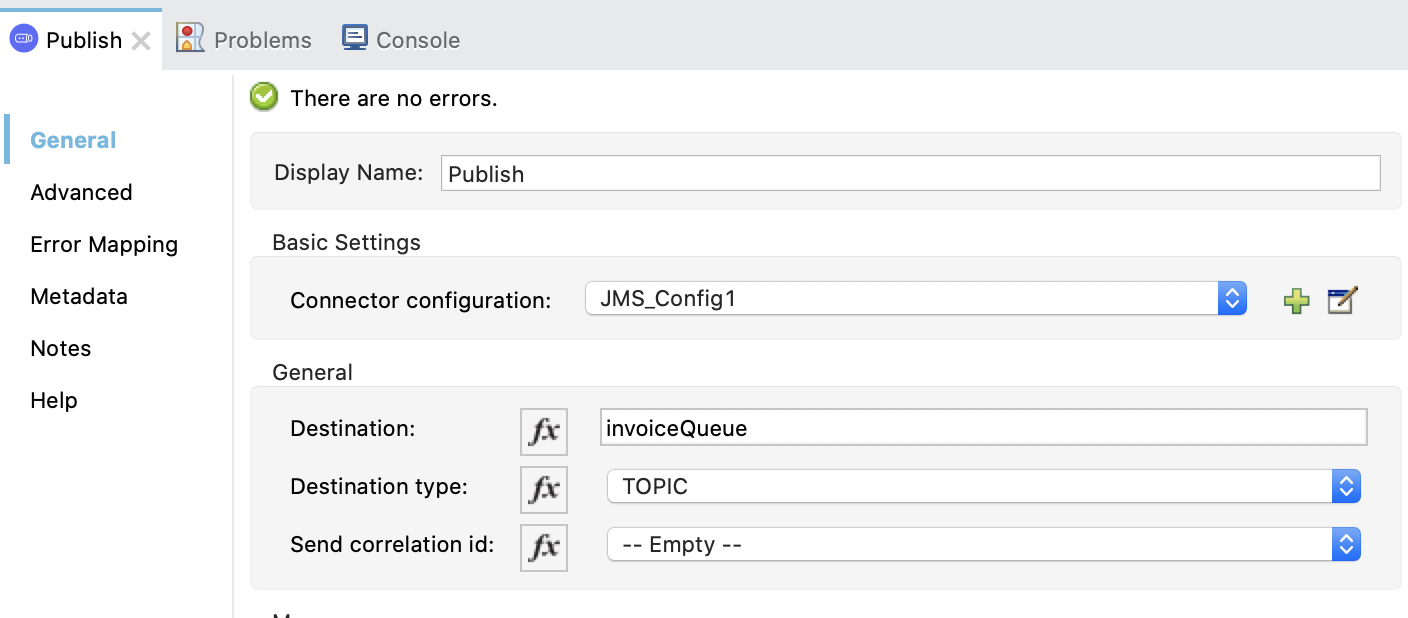 Publish Problems Console
There are no errors.
General
Advanced
Error Mapping
Metadata
Notes
Help
Display Name: Publish
Basic Settings
Connector configuration: JMS_Config1
General
Destination: fx invoiceQueue
Destination type: fx TOPIC
Send correlation id: fx -- Empty --